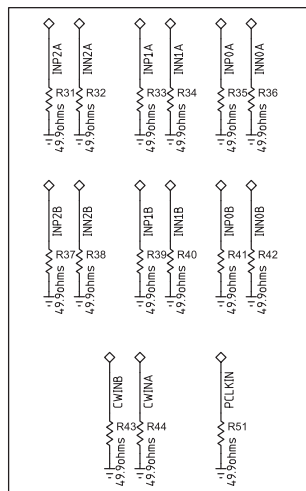 INP2A INN2A INP1A INN1A INP0A INN0A
R31 R32 R33 R34 R35 R36
49.9ohms 49.9ohms 49.9ohms 49.9ohms 49.9ohms 49.9ohms
INP2B INN2B INP1B INN1B INP0B INN0B
R37 R38 R39 R40 R41 R42
49.9ohms 49.9ohms 49.9ohms 49.9ohms 49.9ohms 49.9ohms
CWINB CWINA PCLKIN
R43 R44 R51
49.9ohms 49.9ohms 49.9ohms